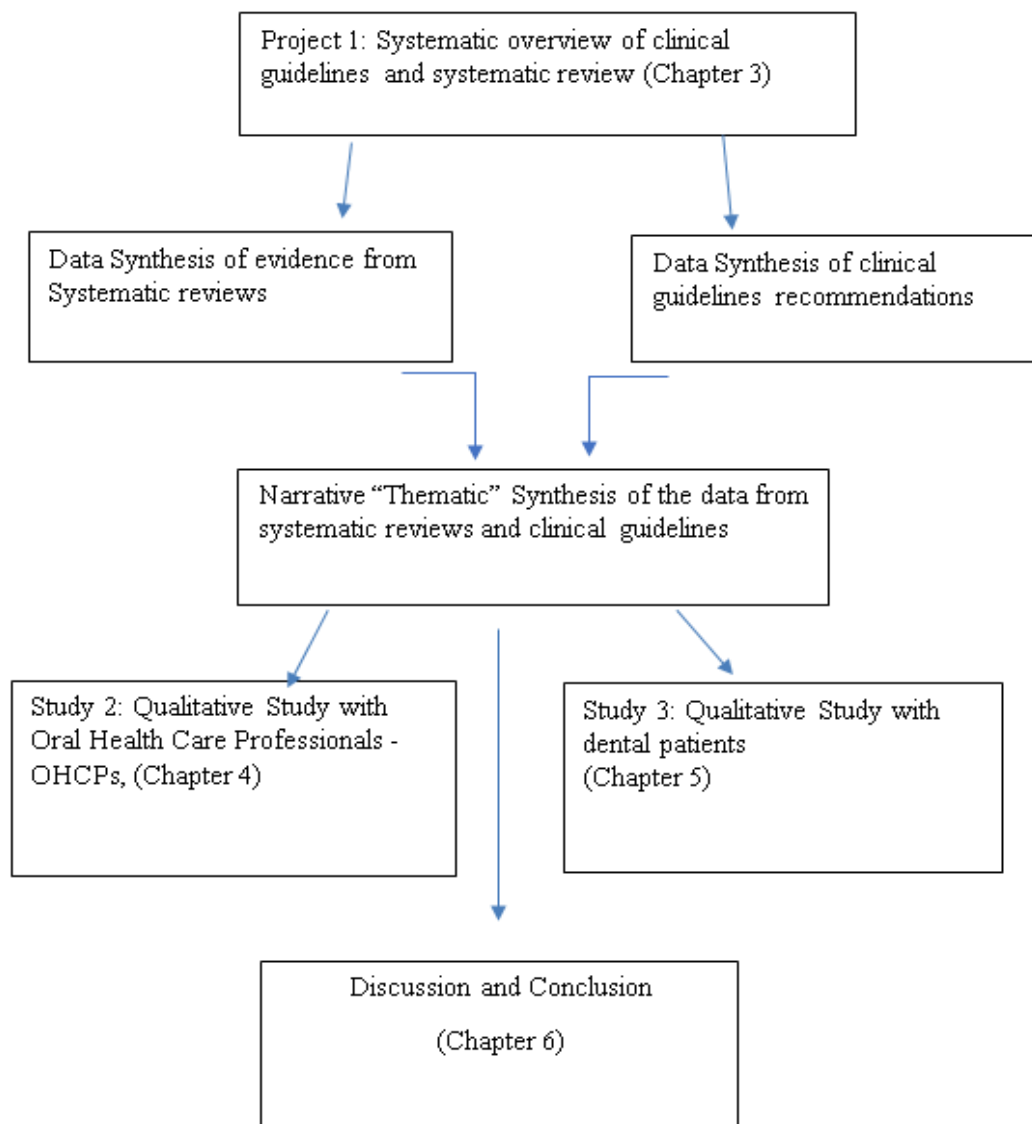 Project 1: Systematic overview of clinical
guidelines and systematic review (Chapter 3)
Data Synthesis of evidence from
Systematic reviews
Data Synthesis of clinical
guidelines recommendations
Narrative “Thematic” Synthesis of the data from
systematic reviews and clinical guidelines
Study 2: Qualitative Study with
Oral Health Care Professionals -
OHCPs, (Chapter 4)
Study 3: Qualitative Study with
dental patients
(Chapter 5)
Discussion and Conclusion
(Chapter 6)